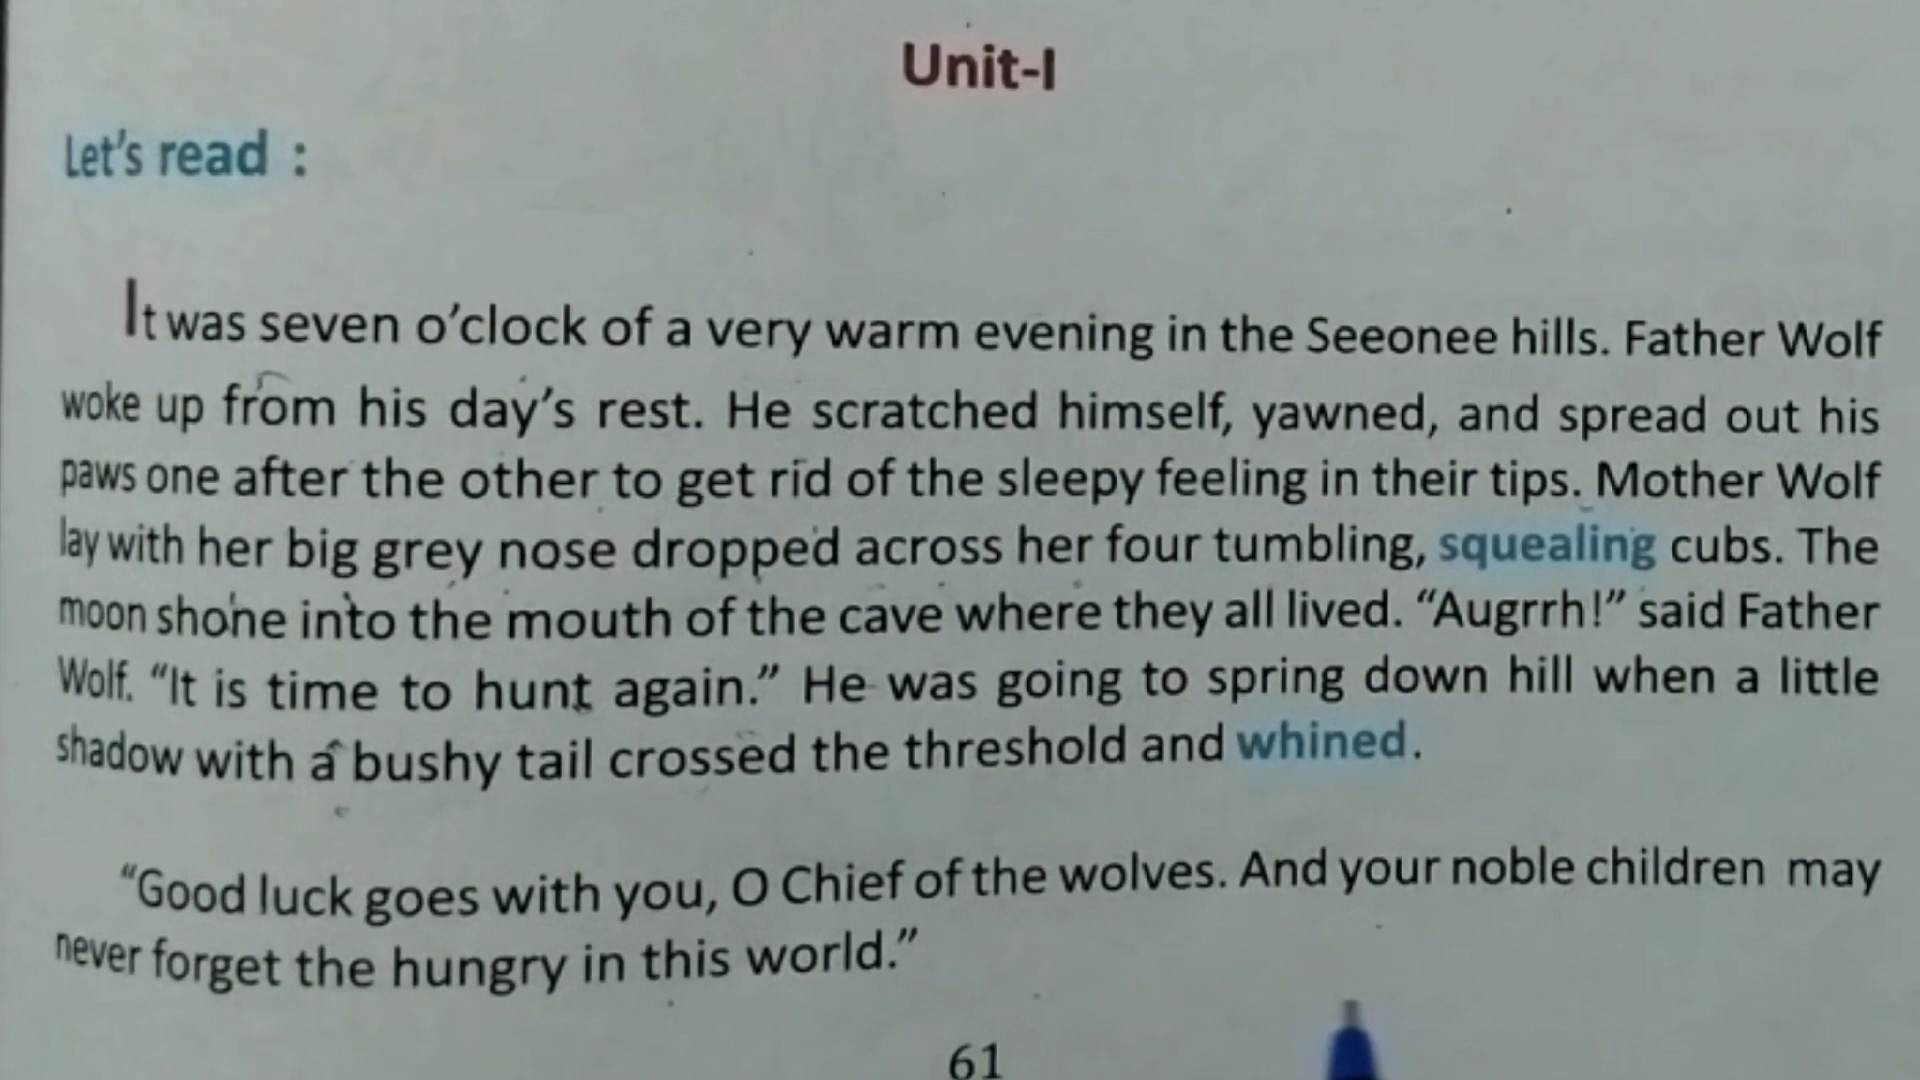 Unit-I
Let's read :
It was seven o'clock of a very warm evening in the Seeonee hills. Father Wolf
woke up from his day's rest. He scratched himself, yawned, and spread out his
paws one after the other to get rid of the sleepy feeling in their tips. Mother Wolf
lay with her big grey nose dropped across her four tumbling, squealing cubs. The
moon shone into the mouth of the cave where they all lived. “Augrrh!” said Father
Wolf. “It is time to hunt again.” He was going to spring down hill when a little
shadow with a bushy tail crossed the threshold and whined.
“Good luck goes with you, O Chief of the wolves. And your noble children may
never forget the hungry in this world.”
61